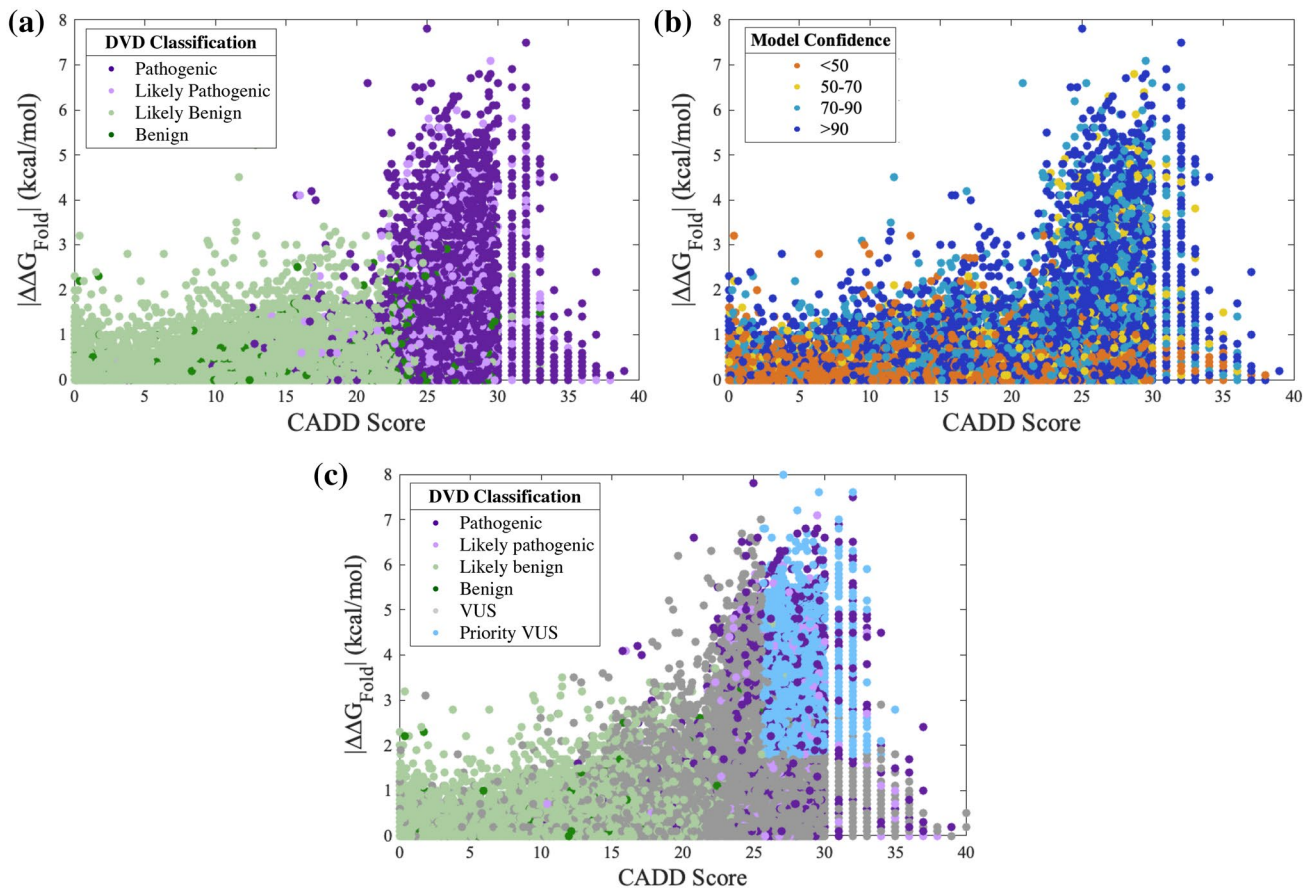 (a)
DVD Classification
Pathogenic
Likely Pathogenic
Likely Benign
Benign
|ΔΔG_Fold| (kcal/mol)
8
7
6
5
4
3
2
1
0
0 5 10 15 20 25 30 35 40
CADD Score
(b)
Model Confidence
<50
50-70
70-90
>90
|ΔΔG_Fold| (kcal/mol)
8
7
6
5
4
3
2
1
0
0 5 10 15 20 25 30 35 40
CADD Score
(c)
DVD Classification
Pathogenic
Likely pathogenic
Likely benign
Benign
VUS
Priority VUS
|ΔΔG_Fold| (kcal/mol)
8
7
6
5
4
3
2
1
0
0 5 10 15 20 25 30 35 40
CADD Score